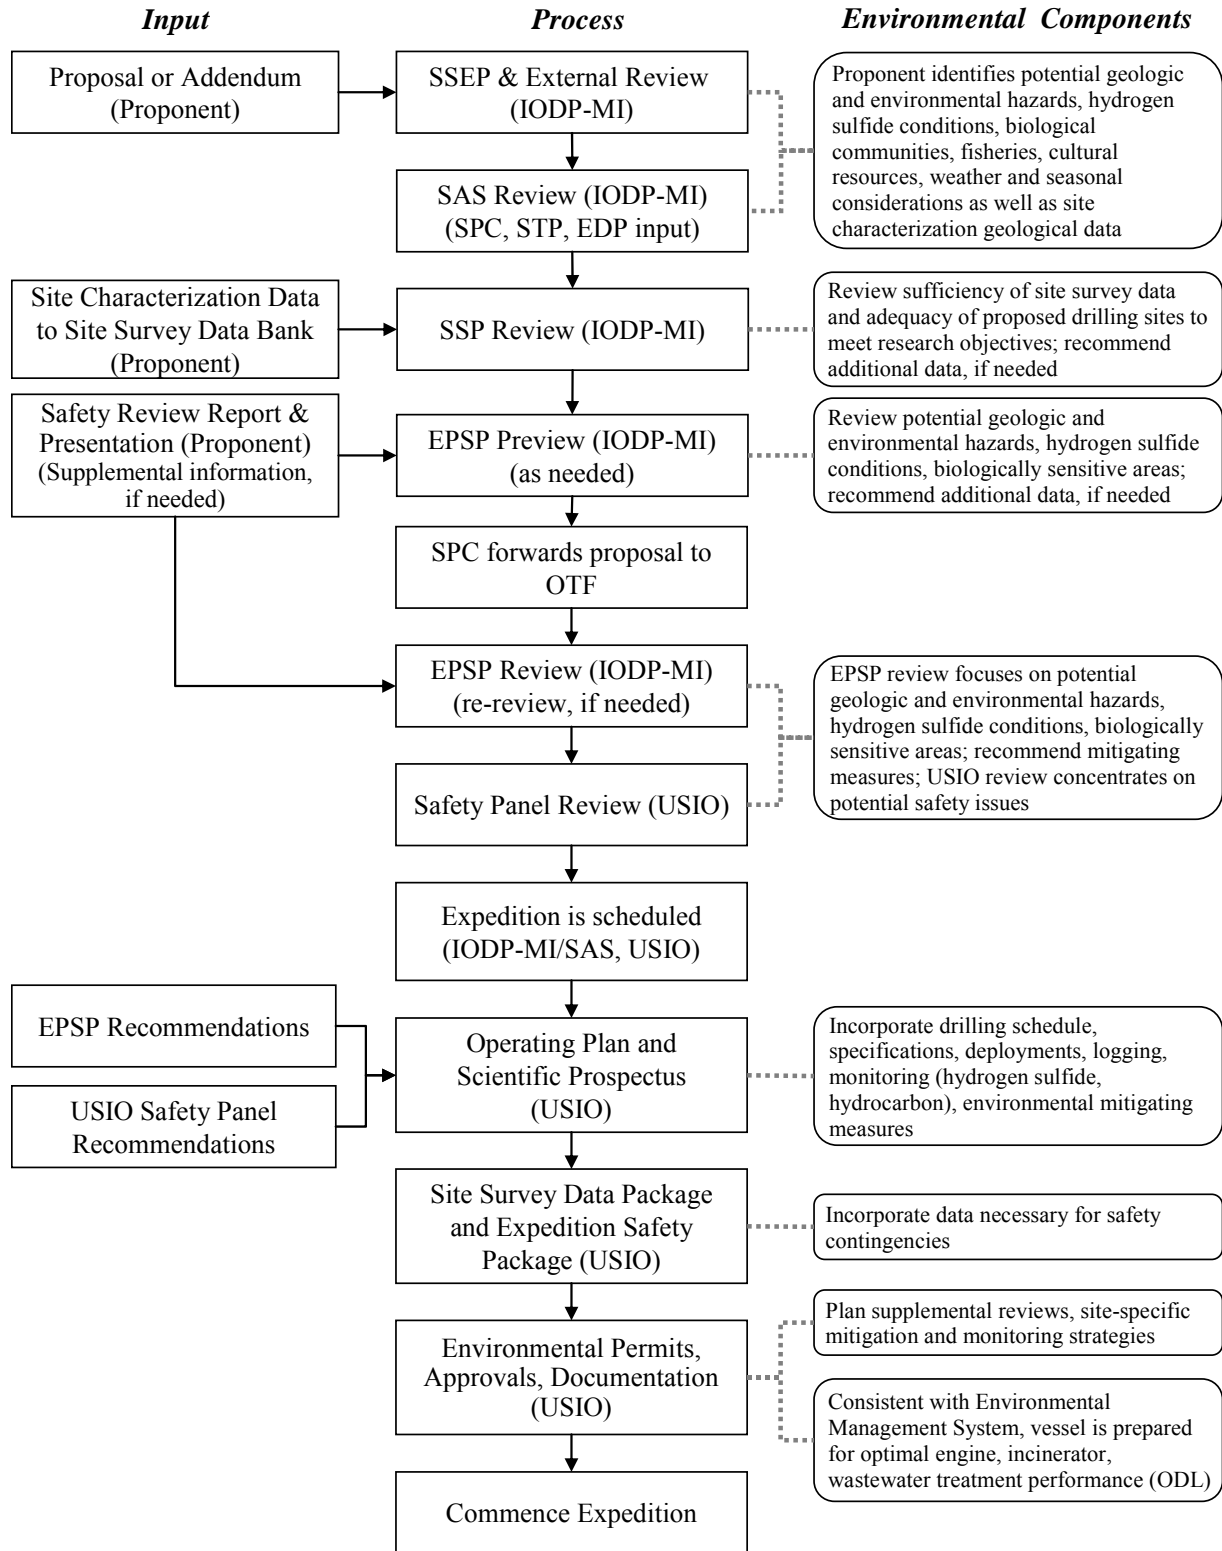 Input
Process
Environmental Components
Proposal or Addendum
(Proponent)
SSEP & External Review
(IODP-MI)
Proponent identifies potential geologic
and environmental hazards, hydrogen
sulfide conditions, biological
communities, fisheries, cultural
resources, weather and seasonal
considerations as well as site
characterization geological data
SAS Review (IODP-MI)
(SPC, STP, EDP input)
Site Characterization Data
to Site Survey Data Bank
(Proponent)
SSP Review (IODP-MI)
Review sufficiency of site survey data
and adequacy of proposed drilling sites to
meet research objectives; recommend
additional data, if needed
Safety Review Report &
Presentation (Proponent)
(Supplemental information,
if needed)
EPSP Preview (IODP-MI)
(as needed)
Review potential geologic and
environmental hazards, hydrogen sulfide
conditions, biologically sensitive areas;
recommend additional data, if needed
SPC forwards proposal to
OTF
EPSP Review (IODP-MI)
(re-review, if needed)
EPSP review focuses on potential
geologic and environmental hazards,
hydrogen sulfide conditions, biologically
sensitive areas; recommend mitigating
measures; USIO review concentrates on
potential safety issues
Safety Panel Review (USIO)
Expedition is scheduled
(IODP-MI/SAS, USIO)
EPSP Recommendations
USIO Safety Panel
Recommendations
Operating Plan and
Scientific Prospectus
(USIO)
Incorporate drilling schedule,
specifications, deployments, logging,
monitoring (hydrogen sulfide,
hydrocarbon), environmental mitigating
measures
Site Survey Data Package
and Expedition Safety
Package (USIO)
Incorporate data necessary for safety
contingencies
Environmental Permits,
Approvals, Documentation
(USIO)
Plan supplemental reviews, site-specific
mitigation and monitoring strategies
Consistent with Environmental
Management System, vessel is prepared
for optimal engine, incinerator,
wastewater treatment performance (ODL)
Commence Expedition